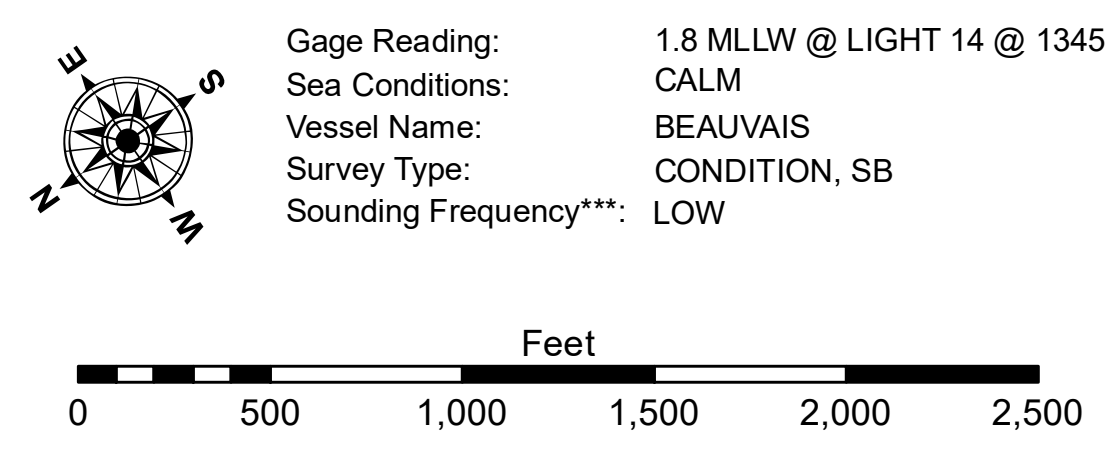 E
S
N
W
Gage Reading: 1.8 MLLW @ LIGHT 14 @ 1345
Sea Conditions: CALM
Vessel Name: BEAUVAIS
Survey Type: CONDITION, SB
Sounding Frequency***: LOW
Feet
0 500 1,000 1,500 2,000 2,500